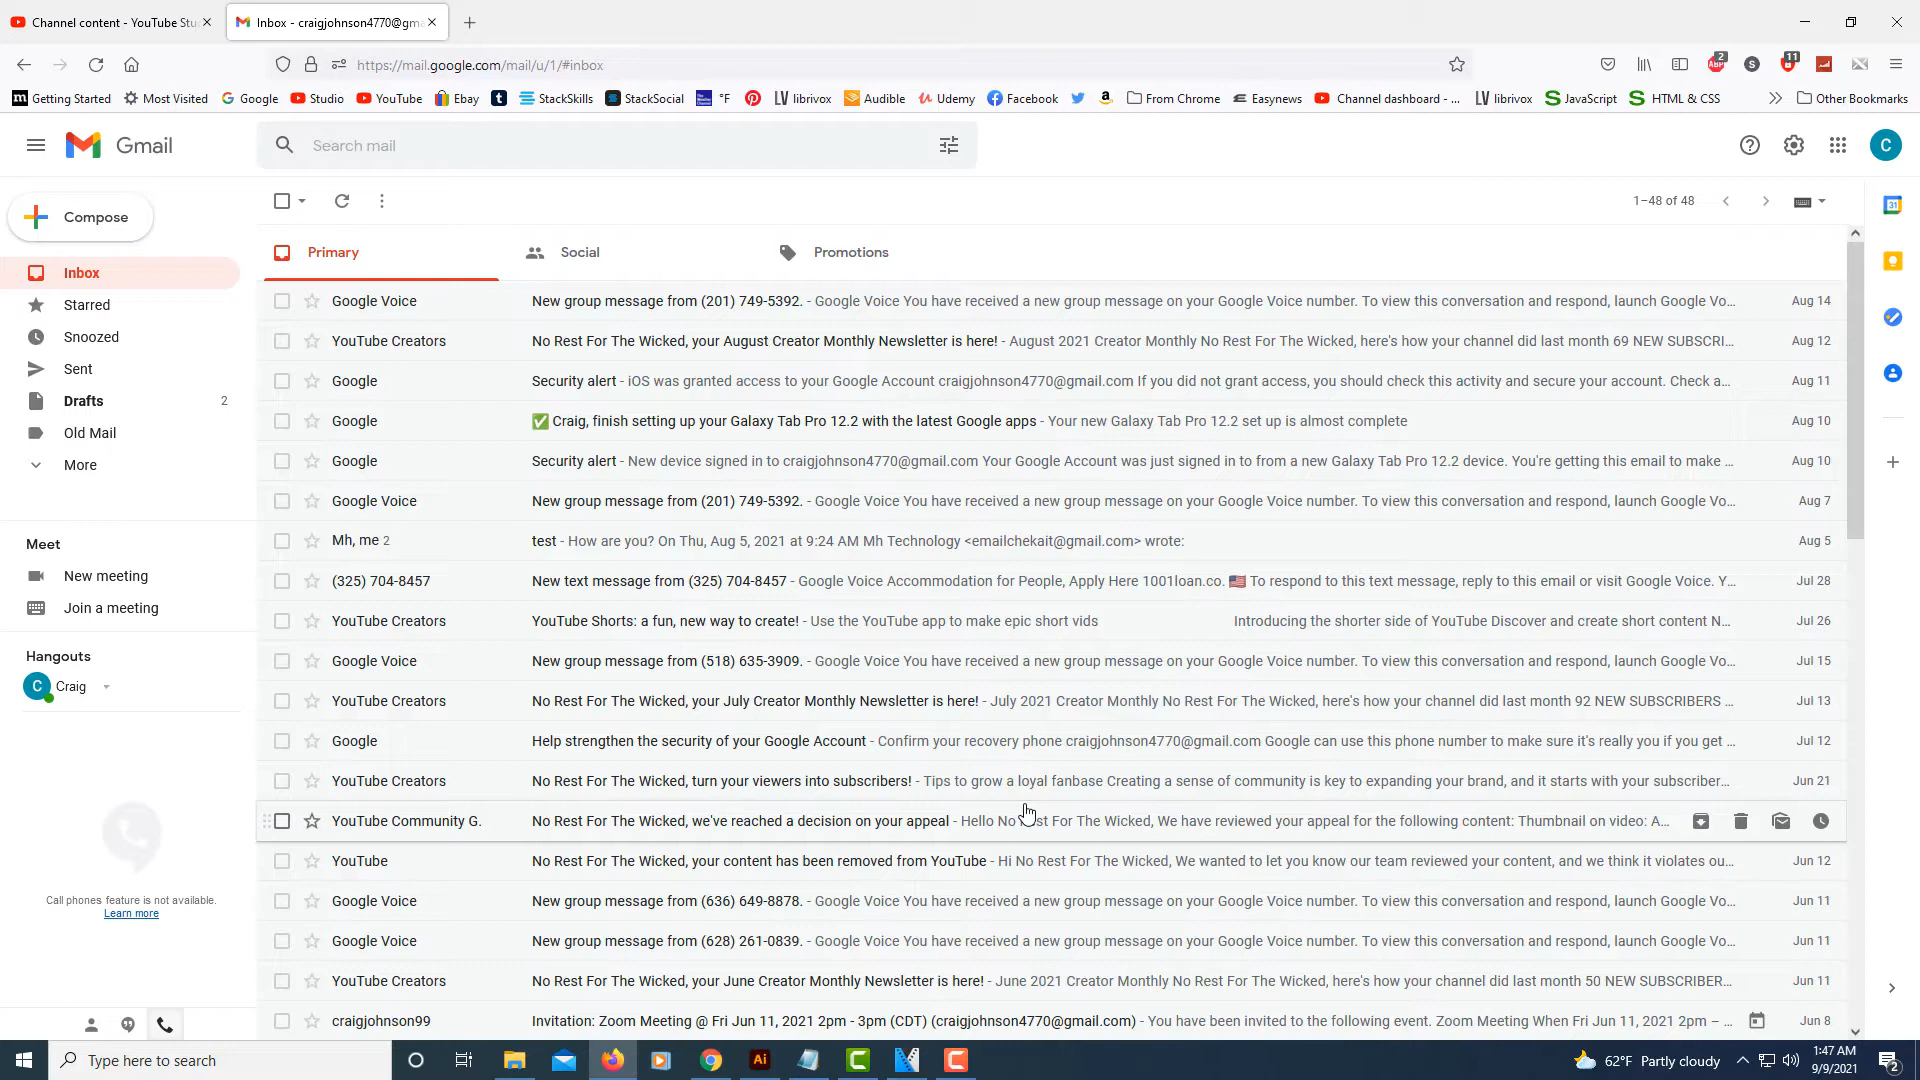 Channel content - YouTube Stu
Inbox - craigjohnson4770@gm
https://mail.google.com/mail/u/1/#inbox
2
S
11
Getting Started
Most Visited
Google
Studio
YouTube
Ebay
StackSkills
StackSocial
°F
librivox
Audible
Udemy
Facebook
From Chrome
Easynews
Channel dashboard - ...
librivox
JavaScript
HTML & CSS
Other Bookmarks
Gmail
Search mail
C
Compose
1–48 of 48
31
Primary
Social
Promotions
Inbox
Starred
Snoozed
Sent
Drafts 2
Old Mail
More
Meet
New meeting
Join a meeting
Hangouts
C Craig
Call phones feature is not available.
Learn more
Google Voice New group message from (201) 749-5392. - Google Voice You have received a new group message on your Google Voice number. To view this conversation and respond, launch Google Vo... Aug 14
YouTube Creators No Rest For The Wicked, your August Creator Monthly Newsletter is here! - August 2021 Creator Monthly No Rest For The Wicked, here's how your channel did last month 69 NEW SUBSCRI... Aug 12
Google Security alert - iOS was granted access to your Google Account craigjohnson4770@gmail.com If you did not grant access, you should check this activity and secure your account. Check a... Aug 11
Google ✅ Craig, finish setting up your Galaxy Tab Pro 12.2 with the latest Google apps - Your new Galaxy Tab Pro 12.2 set up is almost complete Aug 10
Google Security alert - New device signed in to craigjohnson4770@gmail.com Your Google Account was just signed in to from a new Galaxy Tab Pro 12.2 device. You're getting this email to make ... Aug 10
Google Voice New group message from (201) 749-5392. - Google Voice You have received a new group message on your Google Voice number. To view this conversation and respond, launch Google Vo... Aug 7
Mh, me 2 test - How are you? On Thu, Aug 5, 2021 at 9:24 AM Mh Technology <emailchekait@gmail.com> wrote: Aug 5
(325) 704-8457 New text message from (325) 704-8457 - Google Voice Accommodation for People, Apply Here 1001loan.co. 🇺🇸 To respond to this text message, reply to this email or visit Google Voice. Y... Jul 28
YouTube Creators YouTube Shorts: a fun, new way to create! - Use the YouTube app to make epic short vids Introducing the shorter side of YouTube Discover and create short content N... Jul 26
Google Voice New group message from (518) 635-3909. - Google Voice You have received a new group message on your Google Voice number. To view this conversation and respond, launch Google Vo... Jul 15
YouTube Creators No Rest For The Wicked, your July Creator Monthly Newsletter is here! - July 2021 Creator Monthly No Rest For The Wicked, here's how your channel did last month 92 NEW SUBSCRIBERS ... Jul 13
Google Help strengthen the security of your Google Account - Confirm your recovery phone craigjohnson4770@gmail.com Google can use this phone number to make sure it's really you if you get ... Jul 12
YouTube Creators No Rest For The Wicked, turn your viewers into subscribers! - Tips to grow a loyal fanbase Creating a sense of community is key to expanding your brand, and it starts with your subscriber... Jun 21
YouTube Community G. No Rest For The Wicked, we've reached a decision on your appeal - Hello No Rest For The Wicked, We have reviewed your appeal for the following content: Thumbnail on video: A...
YouTube No Rest For The Wicked, your content has been removed from YouTube - Hi No Rest For The Wicked, We wanted to let you know our team reviewed your content, and we think it violates ou... Jun 12
Google Voice New group message from (636) 649-8878. - Google Voice You have received a new group message on your Google Voice number. To view this conversation and respond, launch Google Vo... Jun 11
Google Voice New group message from (628) 261-0839. - Google Voice You have received a new group message on your Google Voice number. To view this conversation and respond, launch Google Vo... Jun 11
YouTube Creators No Rest For The Wicked, your June Creator Monthly Newsletter is here! - June 2021 Creator Monthly No Rest For The Wicked, here's how your channel did last month 50 NEW SUBSCRIBER... Jun 11
craigjohnson99 Invitation: Zoom Meeting @ Fri Jun 11, 2021 2pm - 3pm (CDT) (craigjohnson4770@gmail.com) - You have been invited to the following event. Zoom Meeting When Fri Jun 11, 2021 2pm – ... Jun 8
Type here to search
Ai
62°F Partly cloudy
1:47 AM
9/9/2021
2